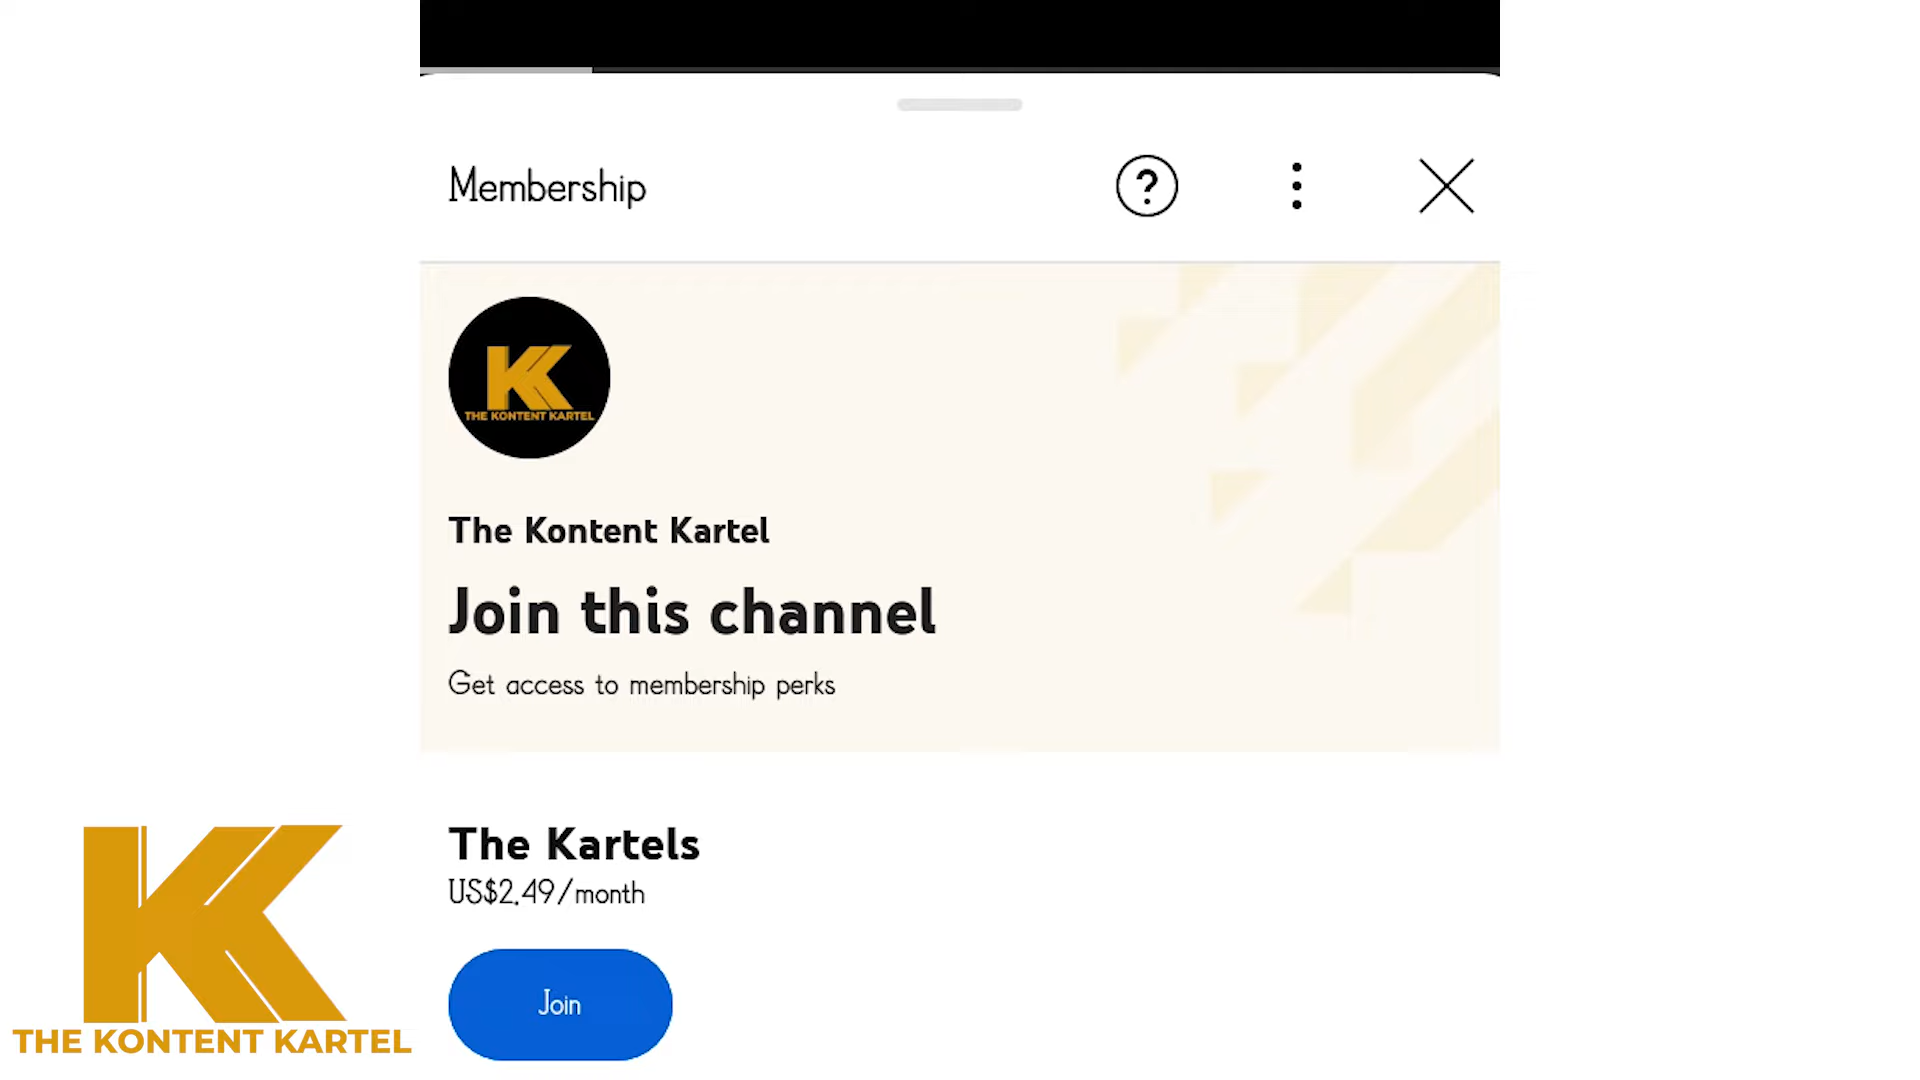 Membership
?
THE KONTENT KARTEL
The Kontent Kartel
Join this channel
Get access to membership perks
The Kartels
US$2.49/month
Join
KK
THE KONTENT KARTEL